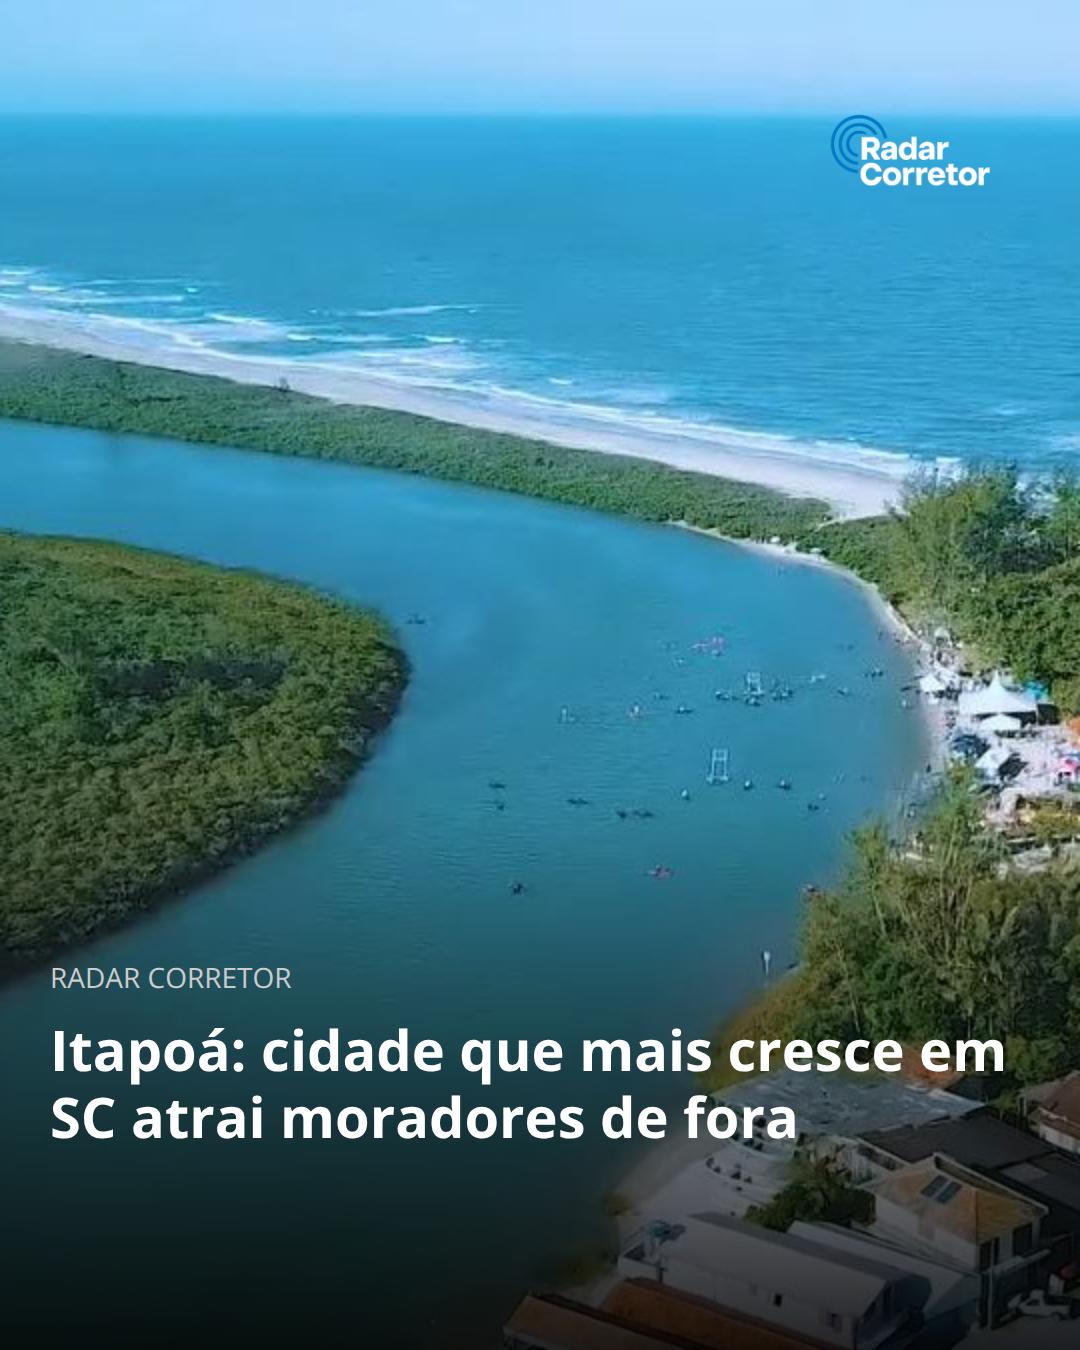 Radar
Corretor
RADAR CORRETOR
Itapoá: cidade que mais cresce em
SC atrai moradores de fora